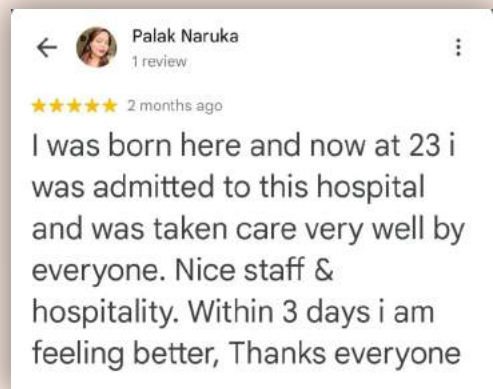 Palak Naruka
1 review
2 months ago
I was born here and now at 23 i
was admitted to this hospital
and was taken care very well by
everyone. Nice staff &
hospitality. Within 3 days i am
feeling better, Thanks everyone